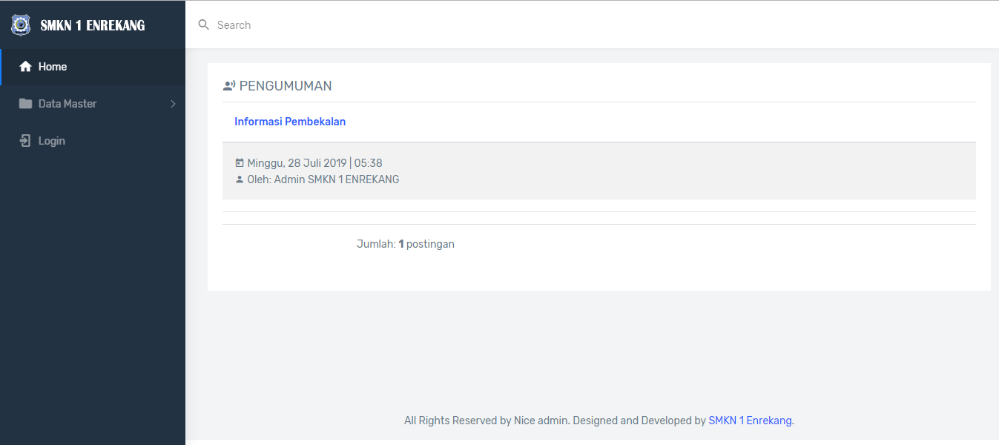 SMKN 1 ENREKANG
Search
Home
Data Master
Login
PENGUMUMAN
Informasi Pembekalan
Minggu, 28 Juli 2019 | 05:38
Oleh: Admin SMKN 1 ENREKANG
Jumlah: 1 postingan
All Rights Reserved by Nice admin. Designed and Developed by SMKN 1 Enrekang.